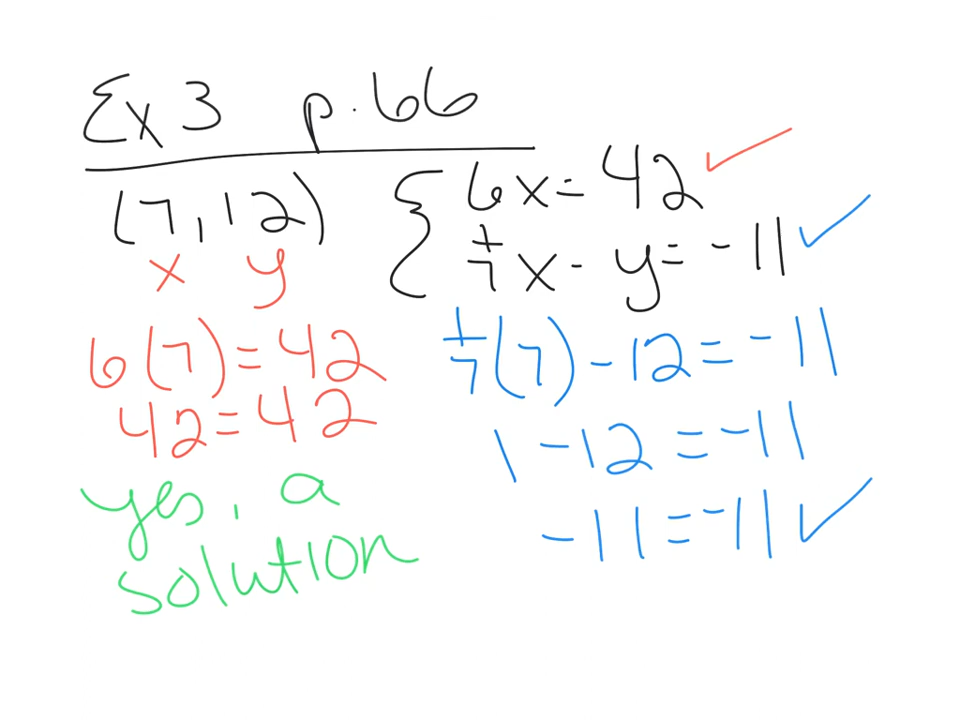 Ex 3 p.66
(7,12) { 6x = 42 ✓
x y 1/7x - y = -11 ✓
6(7) = 42
42 = 42
1/7(7) - 12 = -11
1 - 12 = -11
-11 = -11 ✓
yes, a
solution